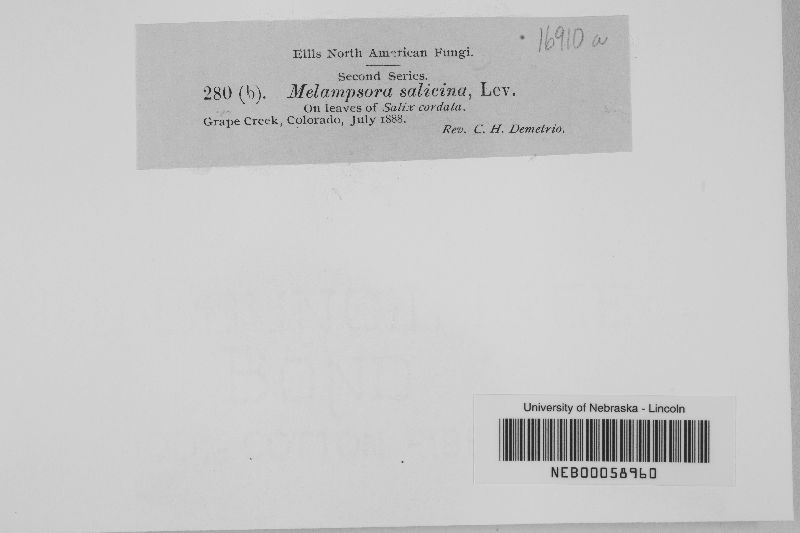 16910 a
Ellis North American Fungi.
Second Series.
280 (b). Melampsora salicina, Lev.
On leaves of Salix cordata.
Grape Creek, Colorado, July 1888.
Rev. C. H. Demetrio.
University of Nebraska - Lincoln
NEB00058960